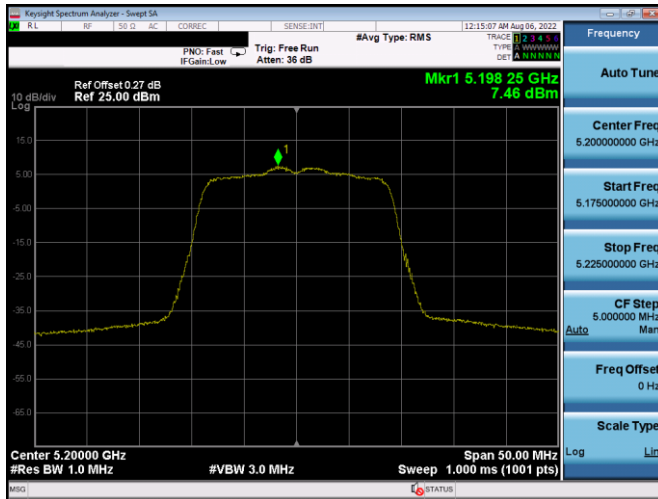 Keysight Spectrum Analyzer - Swept SA
RL RF 50 Ω AC CORREC SENSE:INT 12:15:07 AM Aug 06, 2022
#Avg Type: RMS
TRACE 1 2 3 4 5 6
PNO: Fast Trig: Free Run TYPE A WWWWW
IFGain:Low Atten: 36 dB DET A N N N N N
Mkr1 5.198 25 GHz
Ref Offset 0.27 dB
10 dB/div Ref 25.00 dBm 7.46 dBm
Log
1
15.0
5.00
-5.00
-15.0
-25.0
-35.0
-45.0
-55.0
-65.0
Center 5.20000 GHz Span 50.00 MHz
#Res BW 1.0 MHz #VBW 3.0 MHz Sweep 1.000 ms (1001 pts)
MSG STATUS
Frequency
Auto Tune
Center Freq
5.200000000 GHz
Start Freq
5.175000000 GHz
Stop Freq
5.225000000 GHz
CF Step
5.000000 MHz
Auto Man
Freq Offset
0 Hz
Scale Type
Log Lin